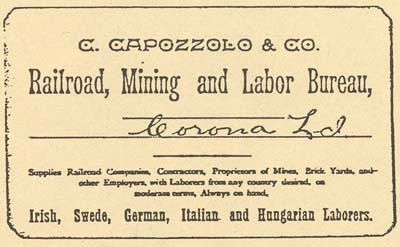 C. CAPOZZOLO & CO.
Railroad, Mining and Labor Bureau,
Corona L.I.
Supplies Railroad Companies, Contractors, Proprietors of Mines, Brick Yards, and
other Employers, with Laborers from any country desired, on
moderate terms, Always on hand,
Irish, Swede, German, Italian and Hungarian Laborers.